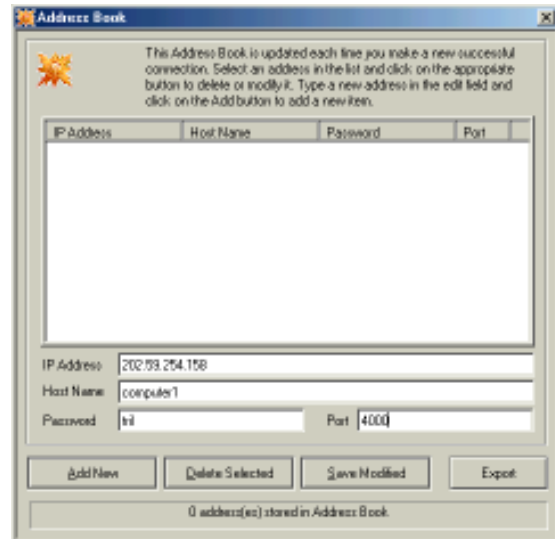 Address Book
This Address Book is updated each time you make a new successful
connection. Select an address in the list and click on the appropriate
button to delete or modify it. Type a new address in the edit field and
click on the Add button to add a new item.
IP Address Host Name Password Port
IP Address 202.59.254.158
Host Name computer1
Password Port 4000
Add New Delete Selected Save Modified Export
0 address(es) stored in Address Book